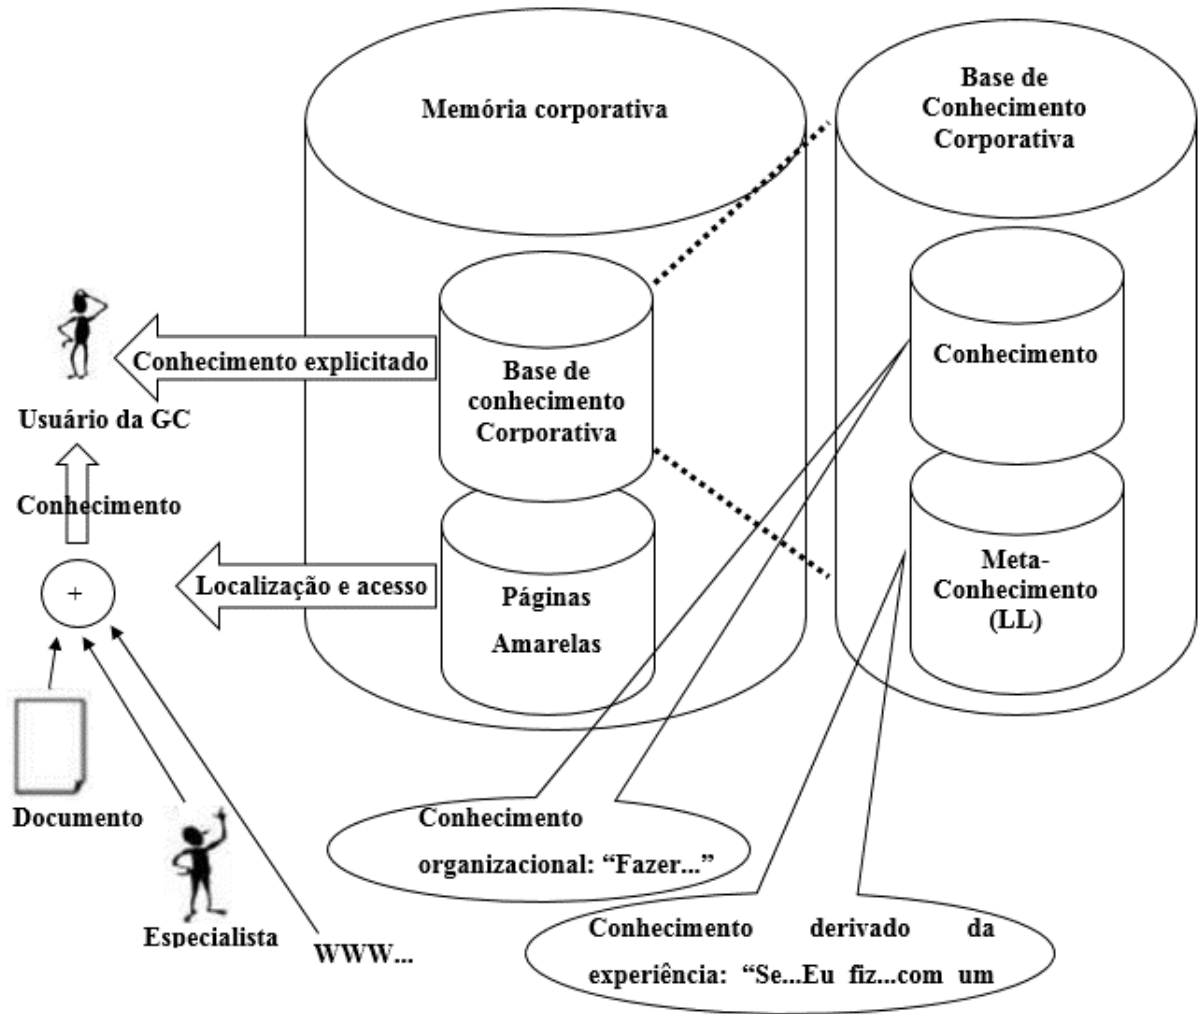 Memória corporativa
Base de
Conhecimento
Corporativa
Conhecimento explicitado
Usuário da GC
Base de
conhecimento
Corporativa
Conhecimento
Conhecimento
+
Localização e acesso
Páginas
Amarelas
Meta-
Conhecimento
(LL)
Documento
Especialista
WWW...
Conhecimento
organizacional: “Fazer...”
Conhecimento derivado da
experiência: “Se...Eu fiz...com um